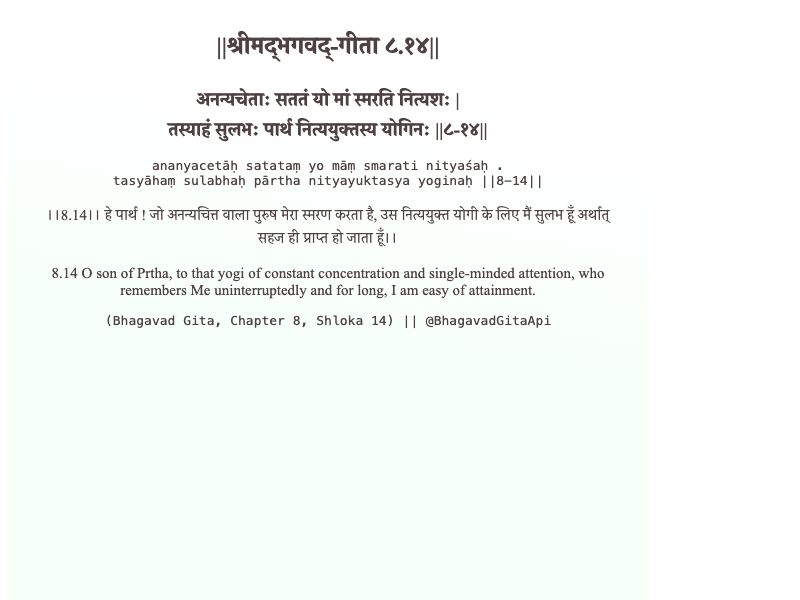 ||श्रीमद्‍भगवद्‍-गीता ८.१४||
अनन्यचेताः सततं यो मां स्मरति नित्यशः |
तस्याहं सुलभः पार्थ नित्ययुक्तस्य योगिनः ||८-१४||
ananyacetāḥ satataṃ yo māṃ smarati nityaśaḥ .
tasyāhaṃ sulabhaḥ pārtha nityayuktasya yoginaḥ ||8-14||
।।8.14।। हे पार्थ ! जो अनन्यचित्त वाला पुरुष मेरा स्मरण करता है, उस नित्ययुक्त योगी के लिए मैं सुलभ हूँ अर्थात्
सहज ही प्राप्त हो जाता हूँ।।
8.14 O son of Prtha, to that yogi of constant concentration and single-minded attention, who
remembers Me uninterruptedly and for long, I am easy of attainment.
(Bhagavad Gita, Chapter 8, Shloka 14) || @BhagavadGitaApi